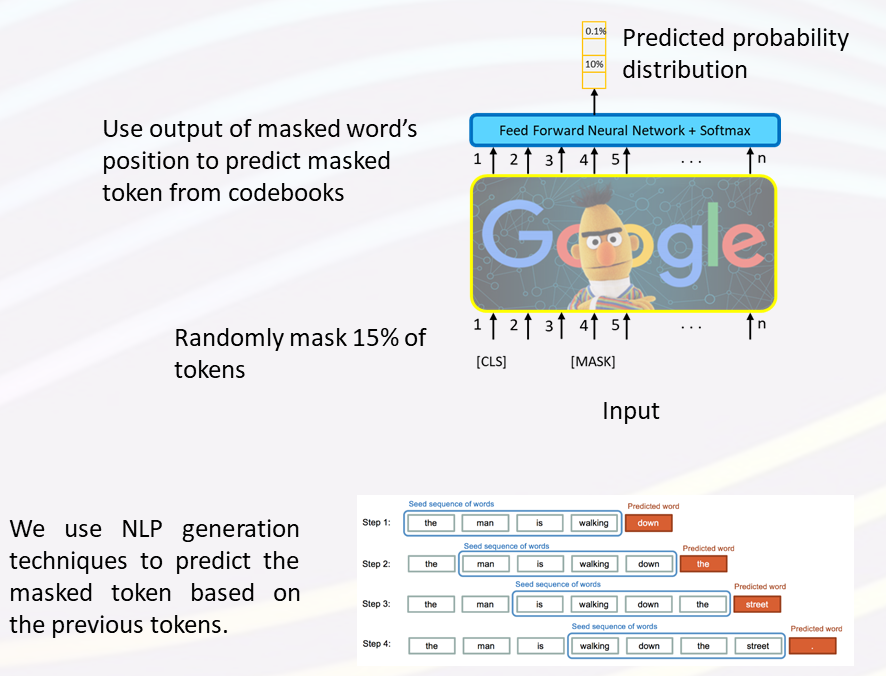 0.1%
10%
Predicted probability
distribution
Use output of masked word's
position to predict masked
token from codebooks
Feed Forward Neural Network + Softmax
1 2 3 4 5 ... n
Google
1 2 3 4 5 ... n
Randomly mask 15% of
tokens
[CLS] [MASK]
Input
We use NLP generation
techniques to predict the
masked token based on
the previous tokens.
Seed sequence of words Predicted word
Step 1: the man is walking down
Seed sequence of words Predicted word
Step 2: the man is walking down the
Seed sequence of words Predicted word
Step 3: the man is walking down the street
Seed sequence of words Predicted word
Step 4: the man is walking down the street .